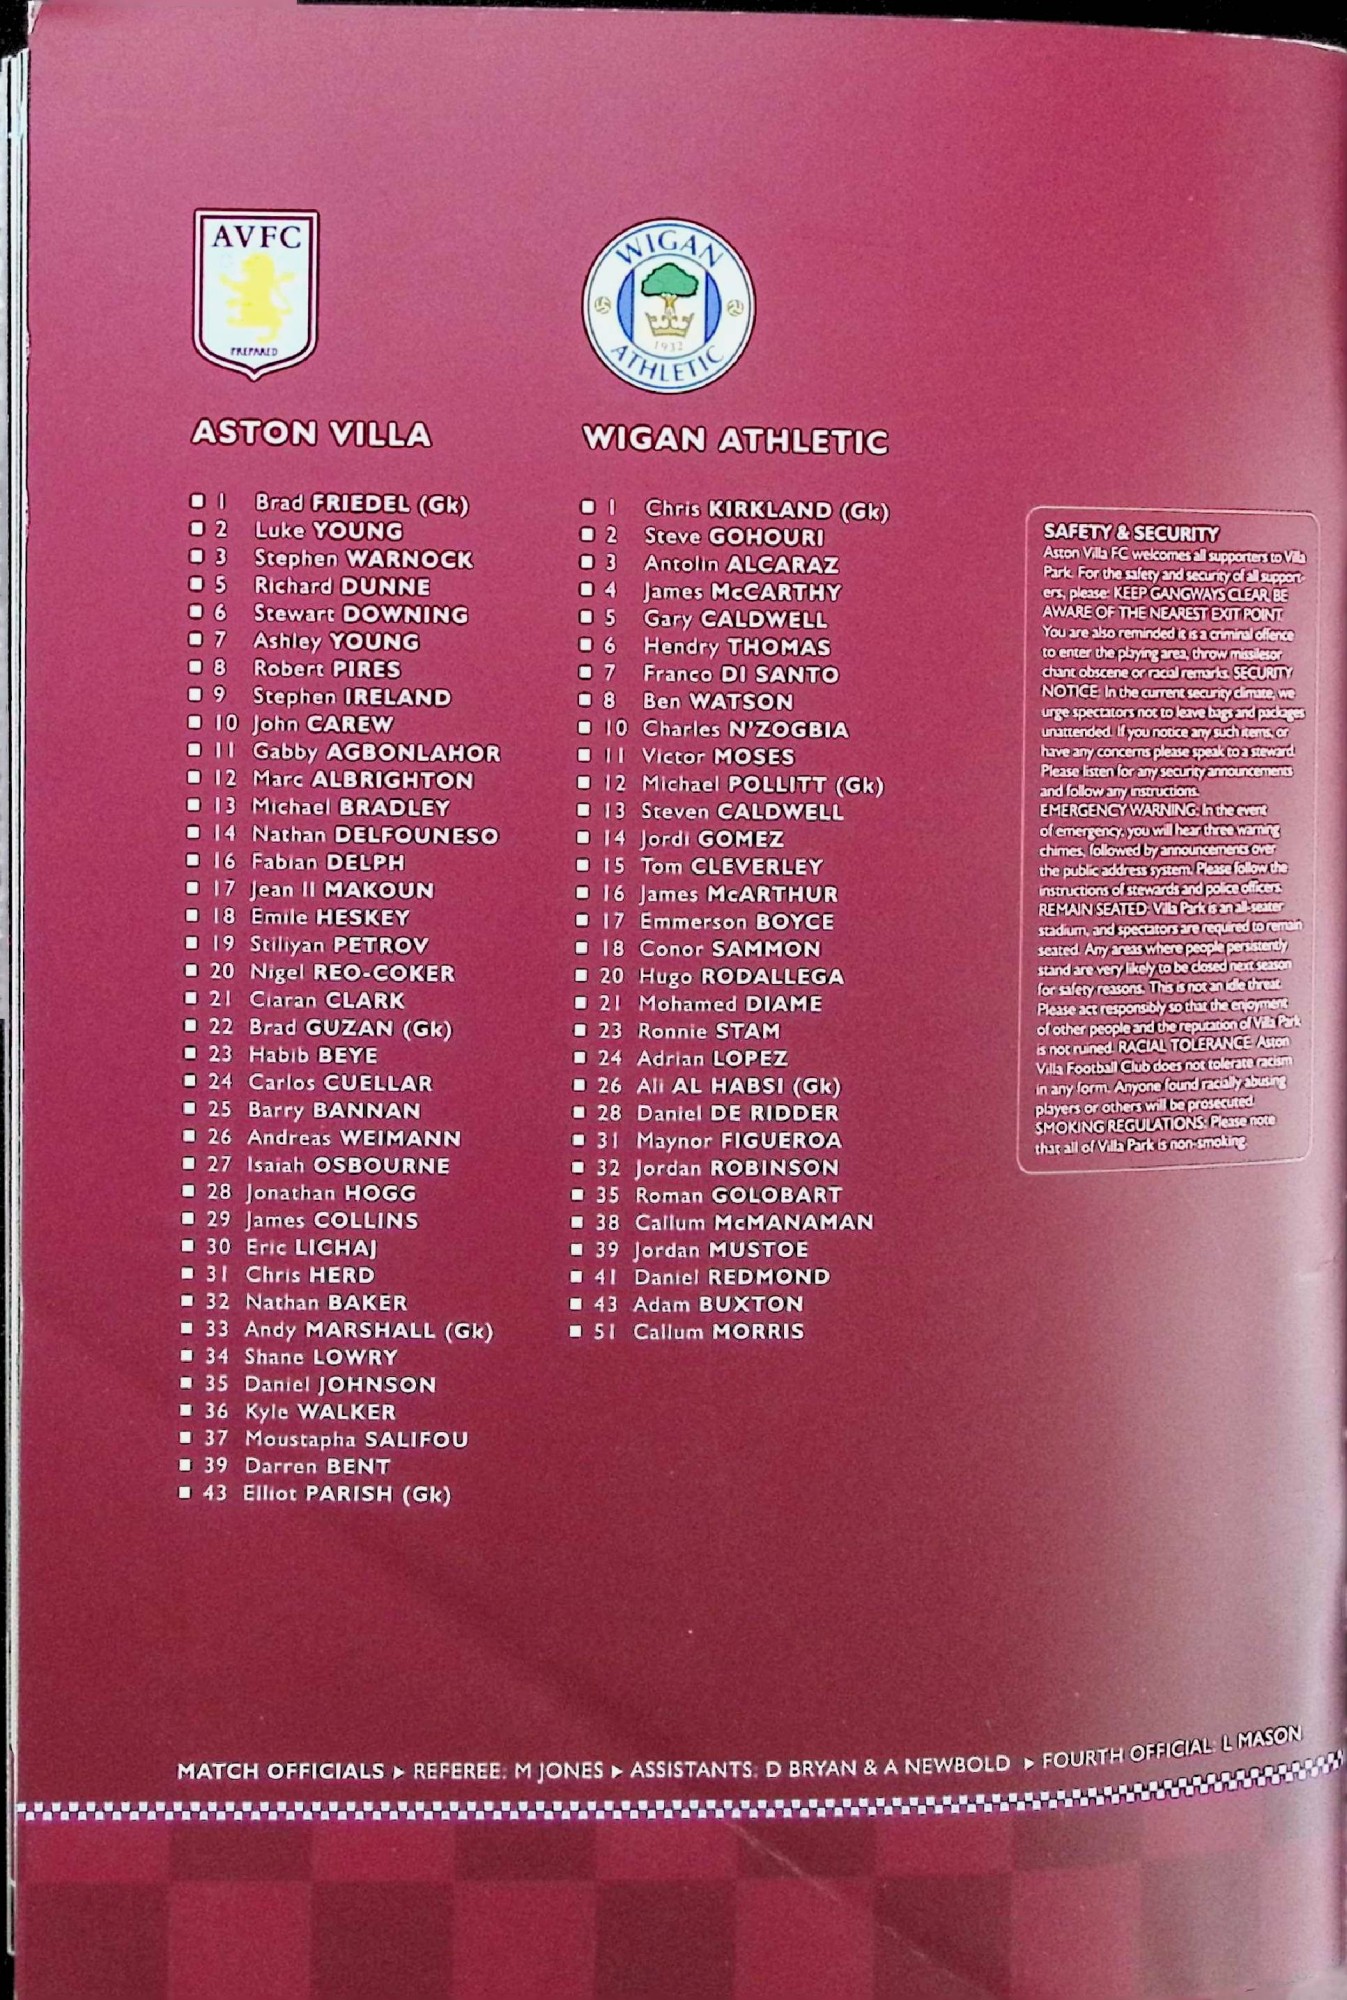 AVFC
PREPARED
WIGAN
1932
ATHLETIC
ASTON VILLA
1 Brad FRIEDEL (Gk)
2 Luke YOUNG
3 Stephen WARNOCK
5 Richard DUNNE
6 Stewart DOWNING
7 Ashley YOUNG
8 Robert PIRES
9 Stephen IRELAND
10 John CAREW
11 Gabby AGBONLAHOR
12 Marc ALBRIGHTON
13 Michael BRADLEY
14 Nathan DELFOUNESO
16 Fabian DELPH
17 Jean II MAKOUN
18 Emile HESKEY
19 Stiliyan PETROV
20 Nigel REO-COKER
21 Ciaran CLARK
22 Brad GUZAN (Gk)
23 Habib BEYE
24 Carlos CUELLAR
25 Barry BANNAN
26 Andreas WEIMANN
27 Isaiah OSBOURNE
28 Jonathan HOGG
29 James COLLINS
30 Eric LICHAJ
31 Chris HERD
32 Nathan BAKER
33 Andy MARSHALL (Gk)
34 Shane LOWRY
35 Daniel JOHNSON
36 Kyle WALKER
37 Moustapha SALIFOU
39 Darren BENT
43 Elliot PARISH (Gk)
WIGAN ATHLETIC
1 Chris KIRKLAND (Gk)
2 Steve GOHOURI
3 Antolin ALCARAZ
4 James McCARTHY
5 Gary CALDWELL
6 Hendry THOMAS
7 Franco DI SANTO
8 Ben WATSON
10 Charles N'ZOGBIA
11 Victor MOSES
12 Michael POLLITT (Gk)
13 Steven CALDWELL
14 Jordi GOMEZ
15 Tom CLEVERLEY
16 James McARTHUR
17 Emmerson BOYCE
18 Conor SAMMON
20 Hugo RODALLEGA
21 Mohamed DIAME
23 Ronnie STAM
24 Adrian LOPEZ
26 Ali AL HABSI (Gk)
28 Daniel DE RIDDER
31 Maynor FIGUEROA
32 Jordan ROBINSON
35 Roman GOLOBART
38 Callum McMANAMAN
39 Jordan MUSTOE
41 Daniel REDMOND
43 Adam BUXTON
51 Callum MORRIS
SAFETY & SECURITY
Aston Villa FC welcomes all supporters to Villa
Park. For the safety and security of all support-
ers, please: KEEP GANGWAYS CLEAR, BE
AWARE OF THE NEAREST EXIT POINT.
You are also reminded it is a criminal offence
to enter the playing area, throw missilesor
chant obscene or racial remarks. SECURITY
NOTICE: In the current security climate, we
urge spectators not to leave bags and packages
unattended. If you notice any such items, or
have any concerns please speak to a steward.
Please listen for any security announcements
and follow any instructions.
EMERGENCY WARNING: In the event
of emergency, you will hear three warning
chimes, followed by announcements over
the public address system. Please follow the
instructions of stewards and police officers.
REMAIN SEATED: Villa Park is an all-seater
stadium, and spectators are required to remain
seated. Any areas where people persistently
stand are very likely to be closed next season
for safety reasons. This is not an idle threat.
Please act responsibly so that the enjoyment
of other people and the reputation of Villa Park
is not ruined. RACIAL TOLERANCE: Aston
Villa Football Club does not tolerate racism
in any form. Anyone found racially abusing
players or others will be prosecuted.
SMOKING REGULATIONS: Please note
that all of Villa Park is non-smoking.
MATCH OFFICIALS ▶ REFEREE: M JONES ▶ ASSISTANTS: D BRYAN & A NEWBOLD ▶ FOURTH OFFICIAL: L MASON